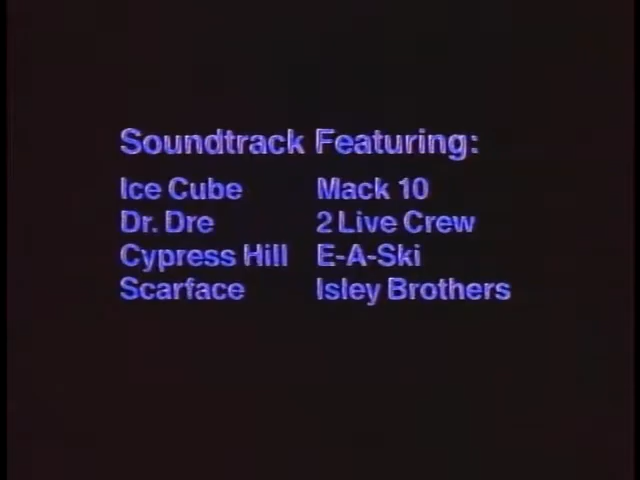 Soundtrack Featuring:
Ice Cube Mack 10
Dr. Dre 2 Live Crew
Cypress Hill E-A-Ski
Scarface Isley Brothers